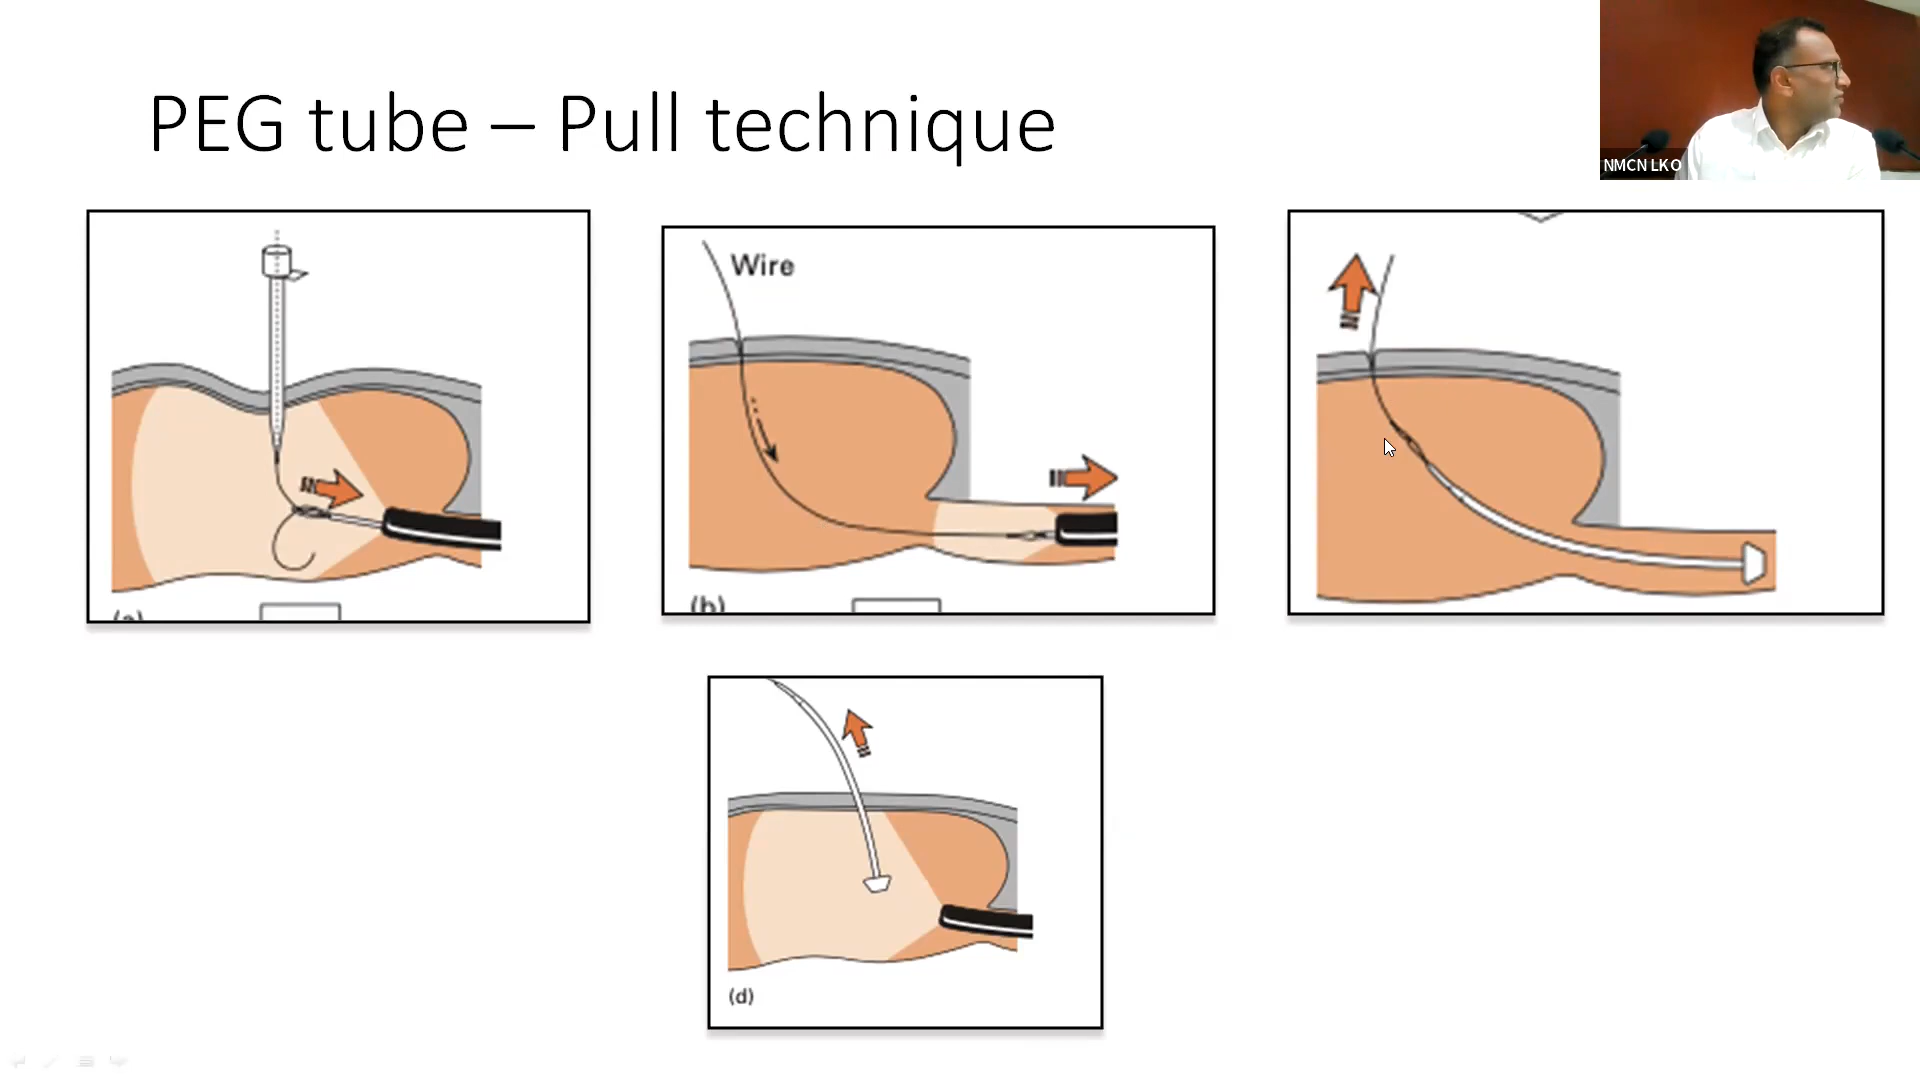 PEG tube – Pull technique
NMCN LKO
Wire
(a)
(b)
(d)